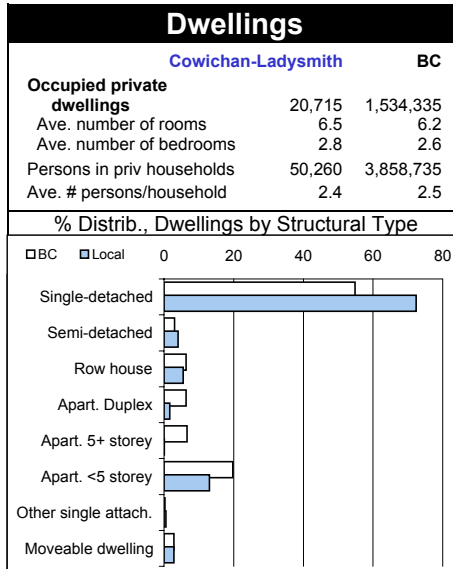 Dwellings
Cowichan-Ladysmith BC
Occupied private
dwellings 20,715 1,534,335
Ave. number of rooms 6.5 6.2
Ave. number of bedrooms 2.8 2.6
Persons in priv households 50,260 3,858,735
Ave. # persons/household 2.4 2.5
% Distrib., Dwellings by Structural Type
BC Local 0 20 40 60 80
Single-detached
Semi-detached
Row house
Apart. Duplex
Apart. 5+ storey
Apart. <5 storey
Other single attach.
Moveable dwelling